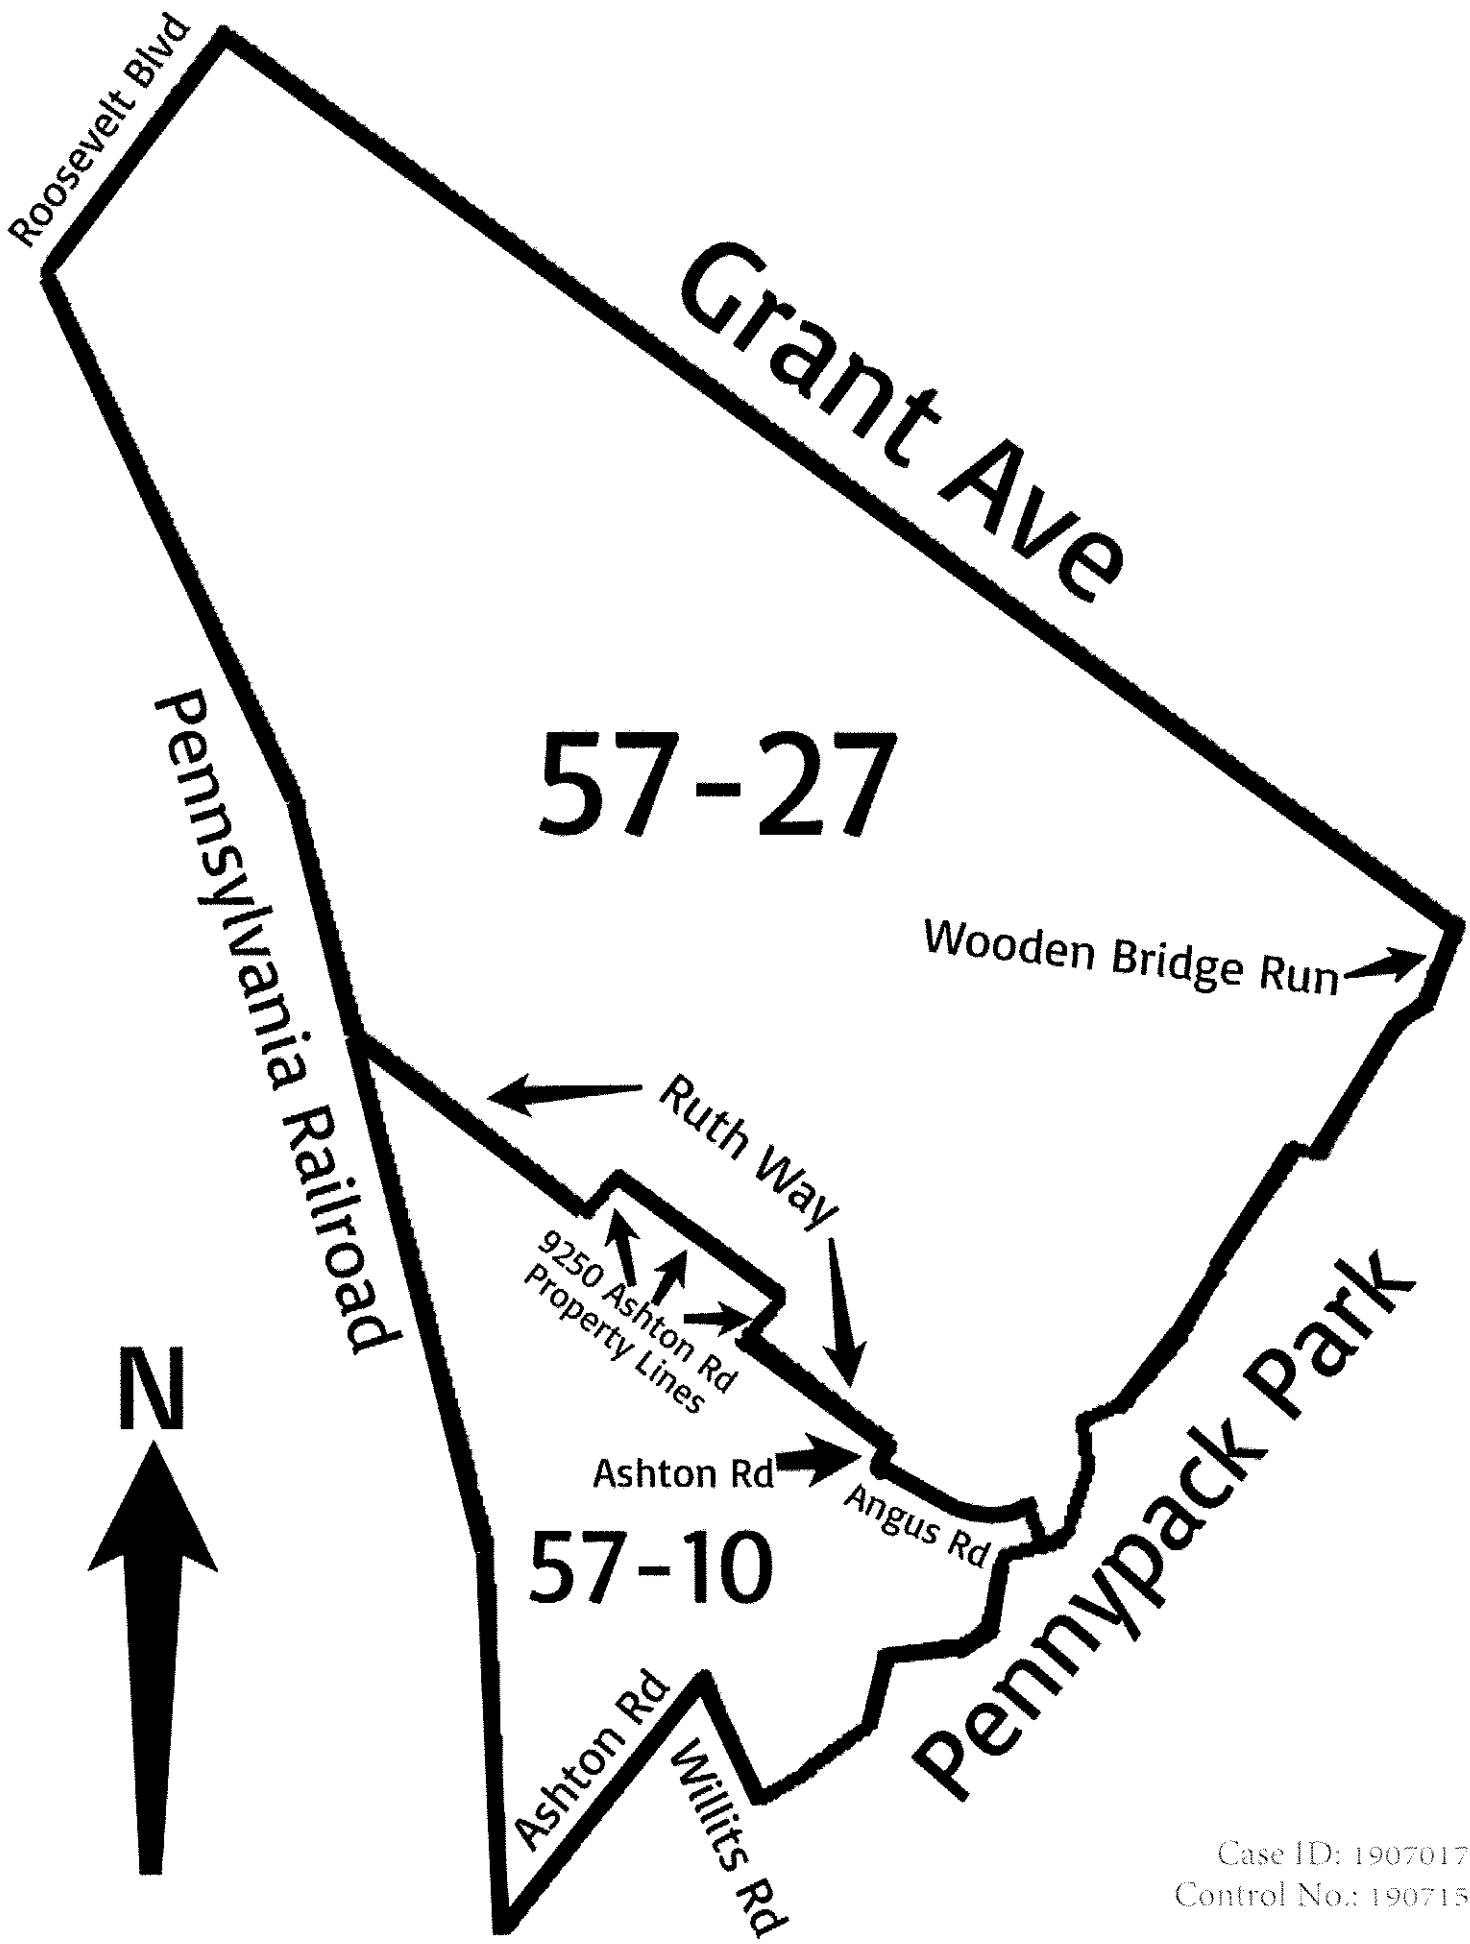 Roosevelt Blvd
Grant Ave
57-27
Pennsylvania Railroad
Wooden Bridge Run
Ruth Way
9250 Ashton Rd
Property Lines
N
Ashton Rd
Angus Rd
57-10
Pennypack Park
Ashton Rd
Willits Rd
Case ID: 1907017
Control No.: 190715